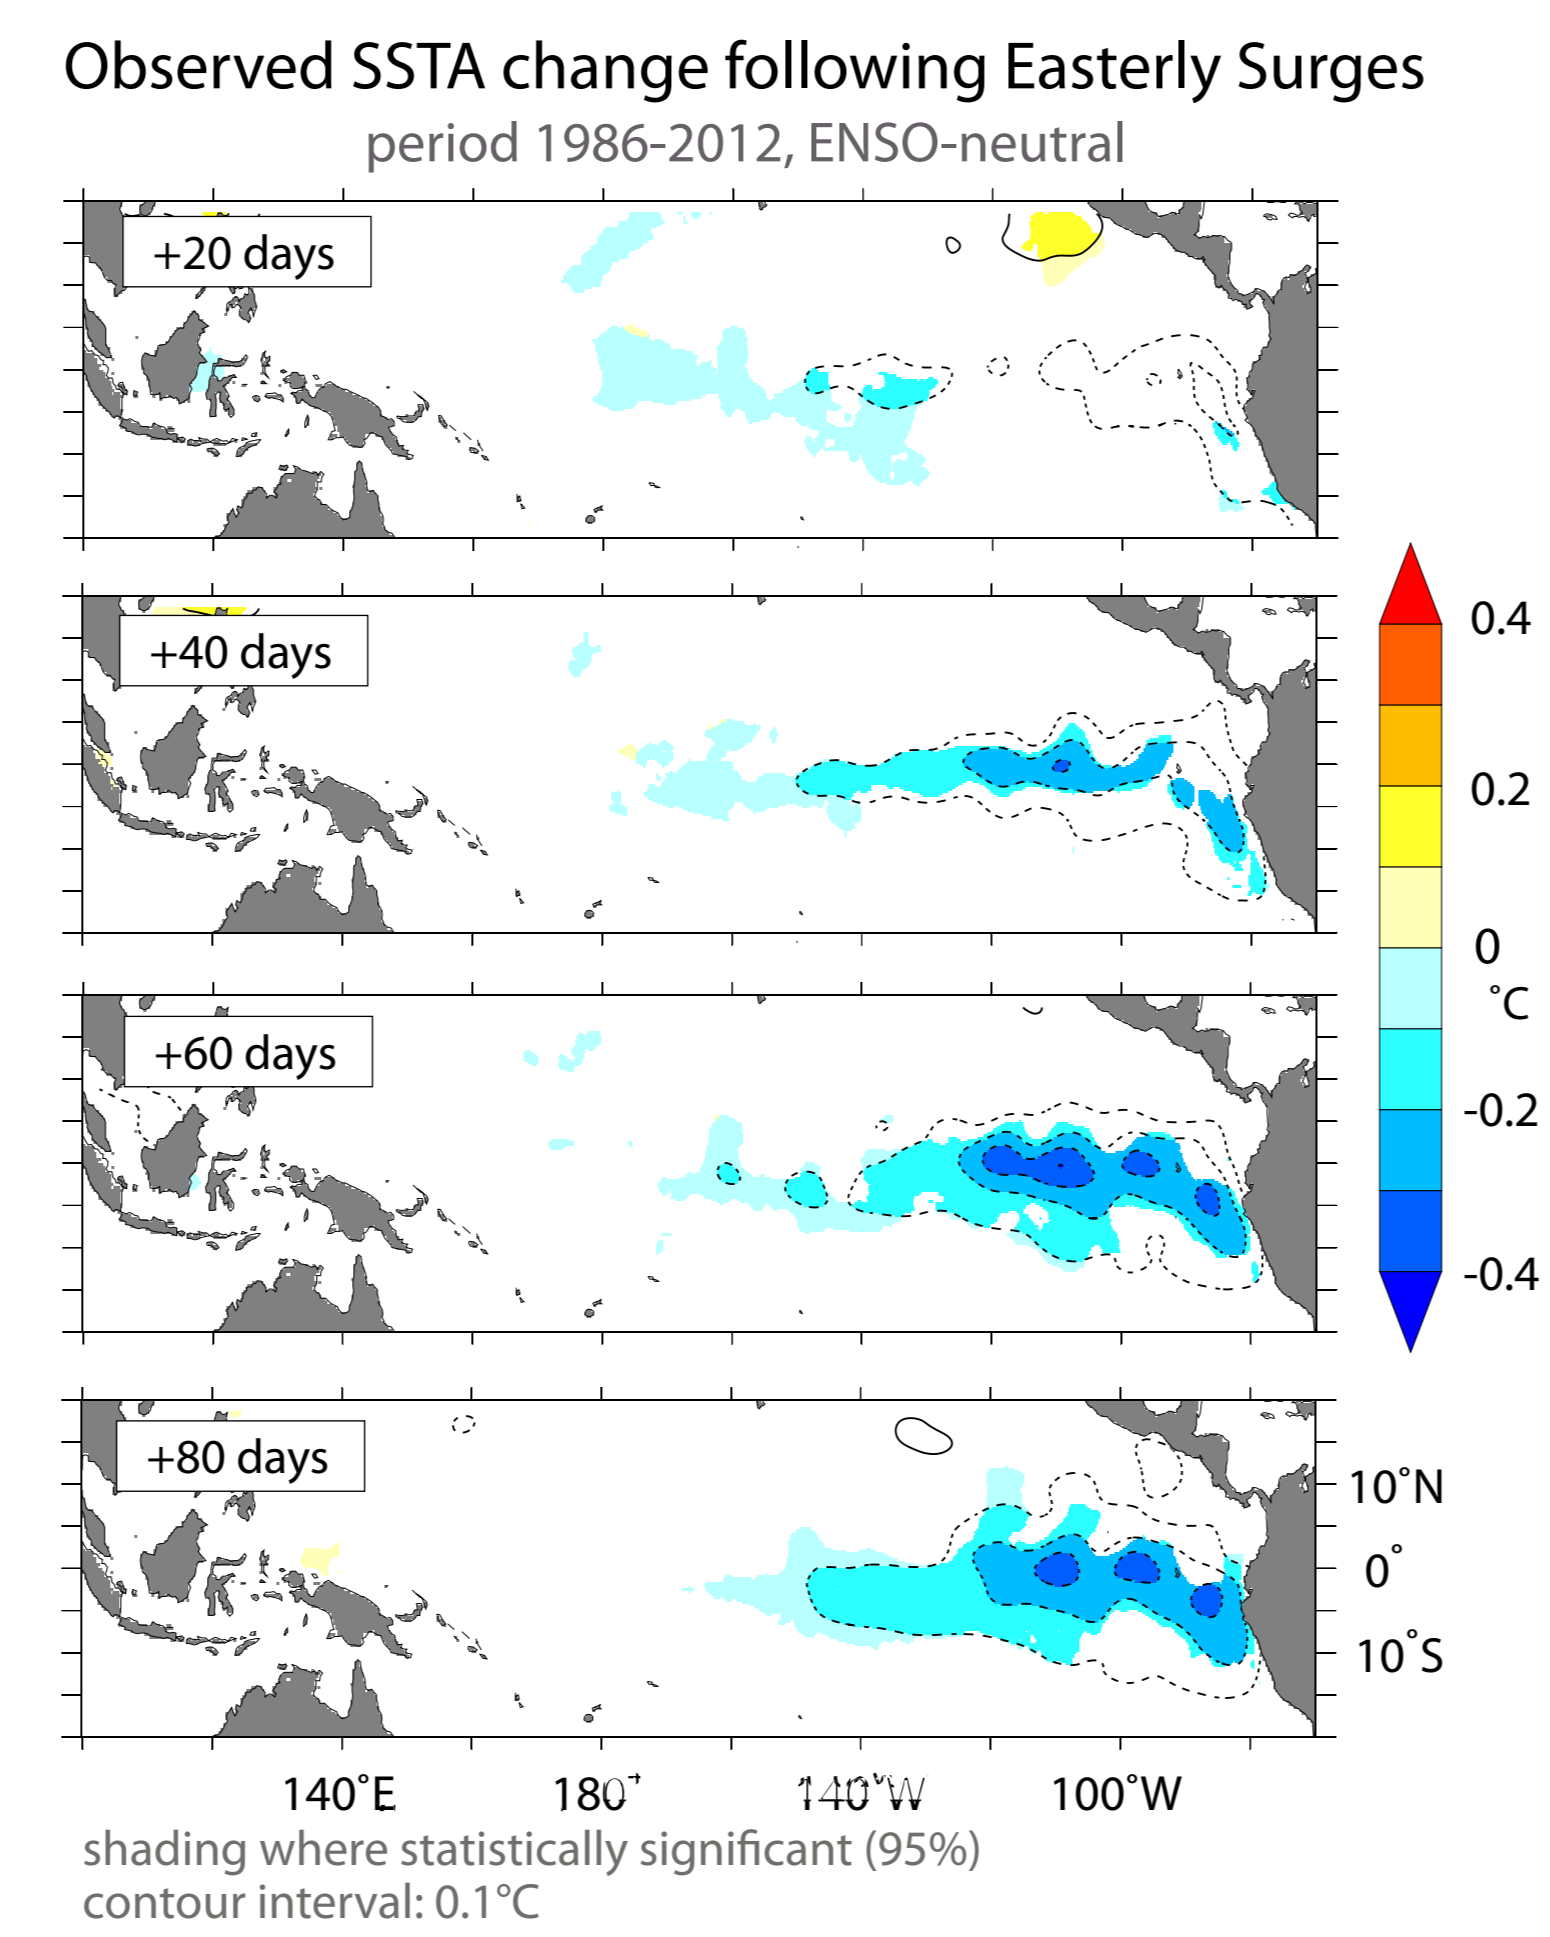 Observed SSTA change following Easterly Surges
period 1986-2012, ENSO-neutral
+20 days
+40 days
0.4
0.2
0
˚C
-0.2
-0.4
+60 days
+80 days
10˚N
0˚
10˚S
140˚E 180˚ 140˚W 100˚W
shading where statistically significant (95%)
contour interval: 0.1°C